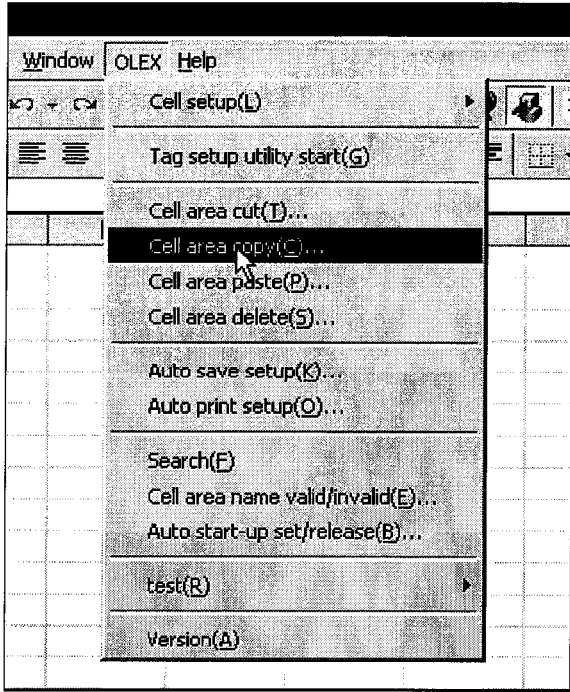 Window OLEX Help
Cell setup(L)
Tag setup utility start(G)
Cell area cut(T)...
Cell area copy(C)...
Cell area paste(P)...
Cell area delete(S)...
Auto save setup(K)...
Auto print setup(O)...
Search(F)
Cell area name valid/invalid(E)...
Auto start-up set/release(B)...
test(R)
Version(A)